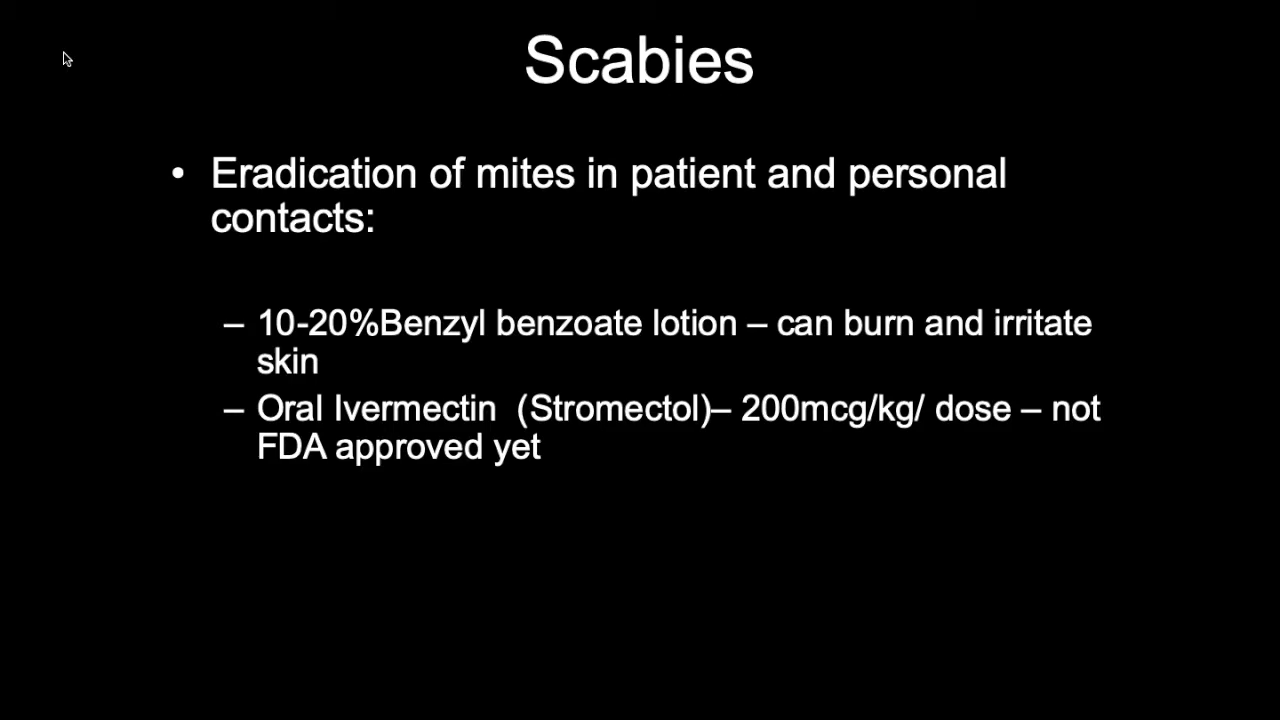 Scabies
• Eradication of mites in patient and personal
contacts:
– 10-20%Benzyl benzoate lotion – can burn and irritate
skin
– Oral Ivermectin  (Stromectol)– 200mcg/kg/ dose – not
FDA approved yet